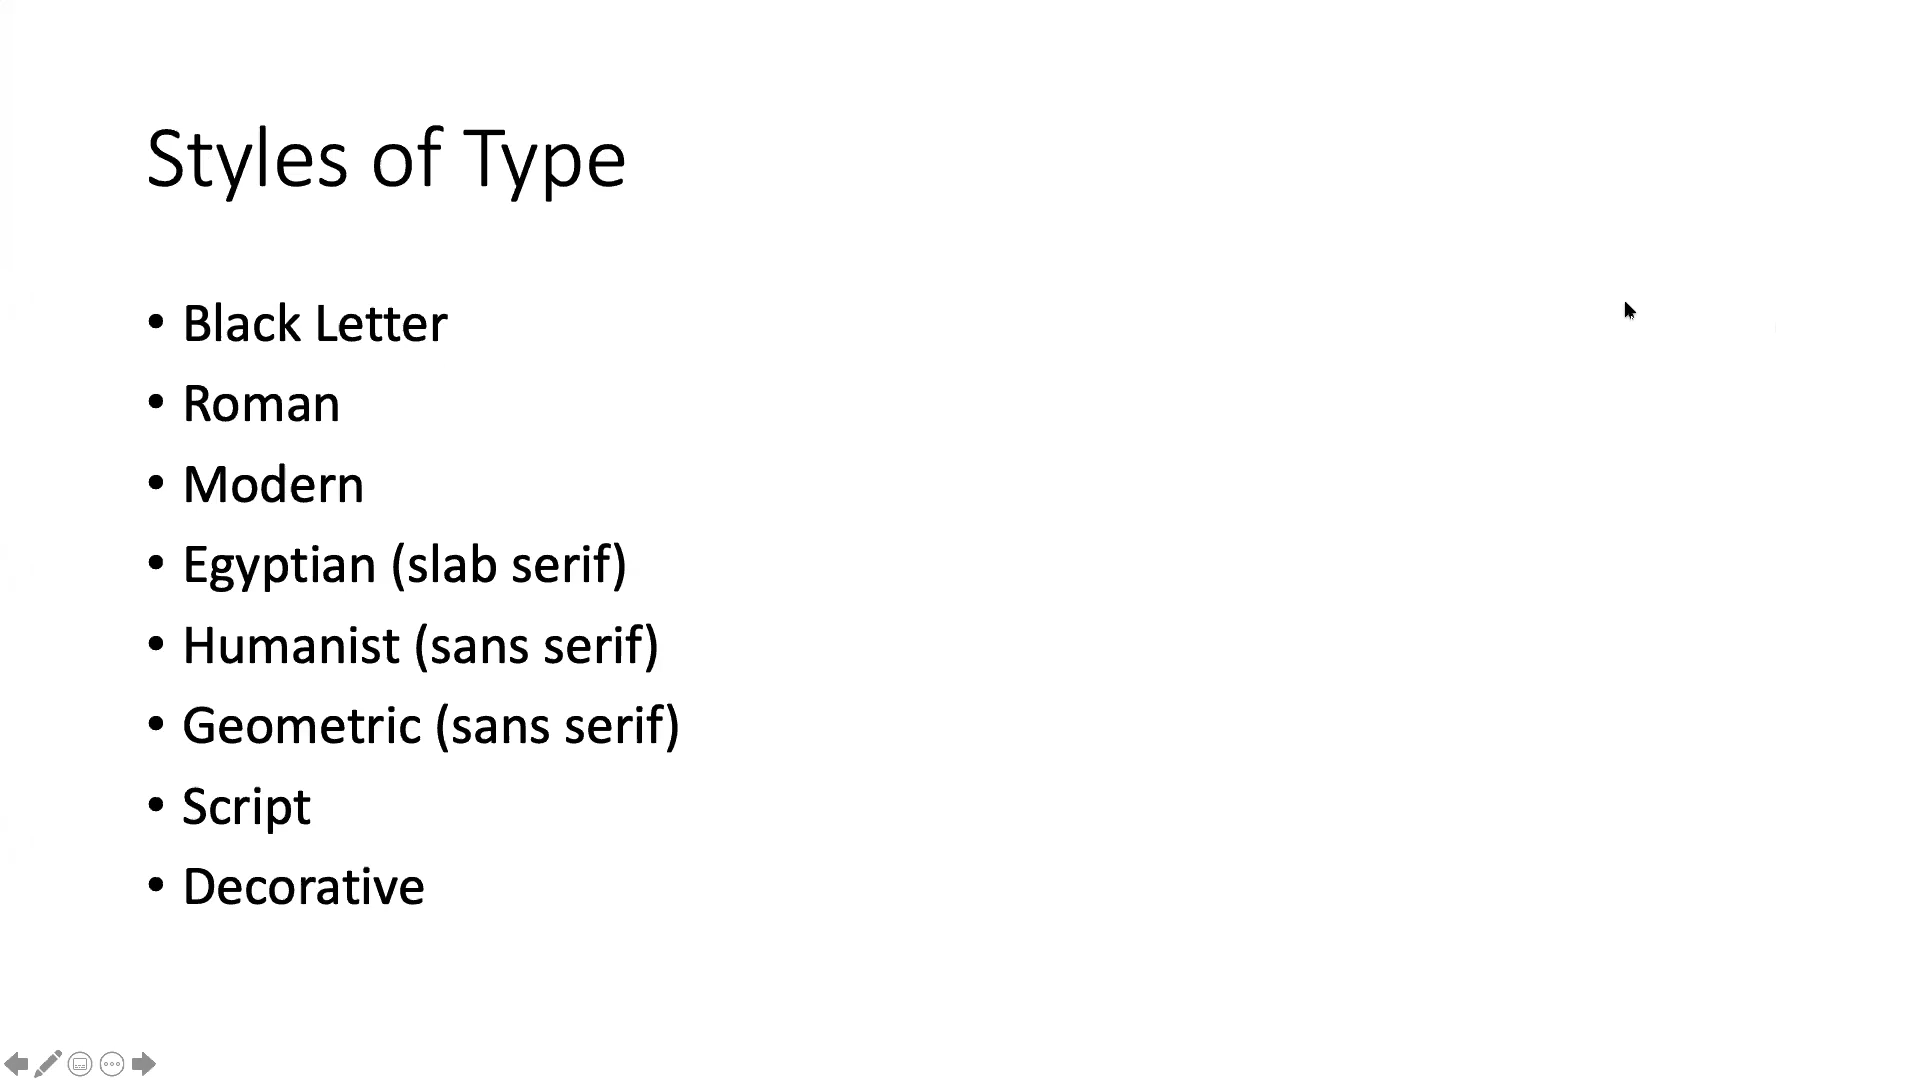 Styles of Type
• Black Letter
• Roman
• Modern
• Egyptian (slab serif)
• Humanist (sans serif)
• Geometric (sans serif)
• Script
• Decorative